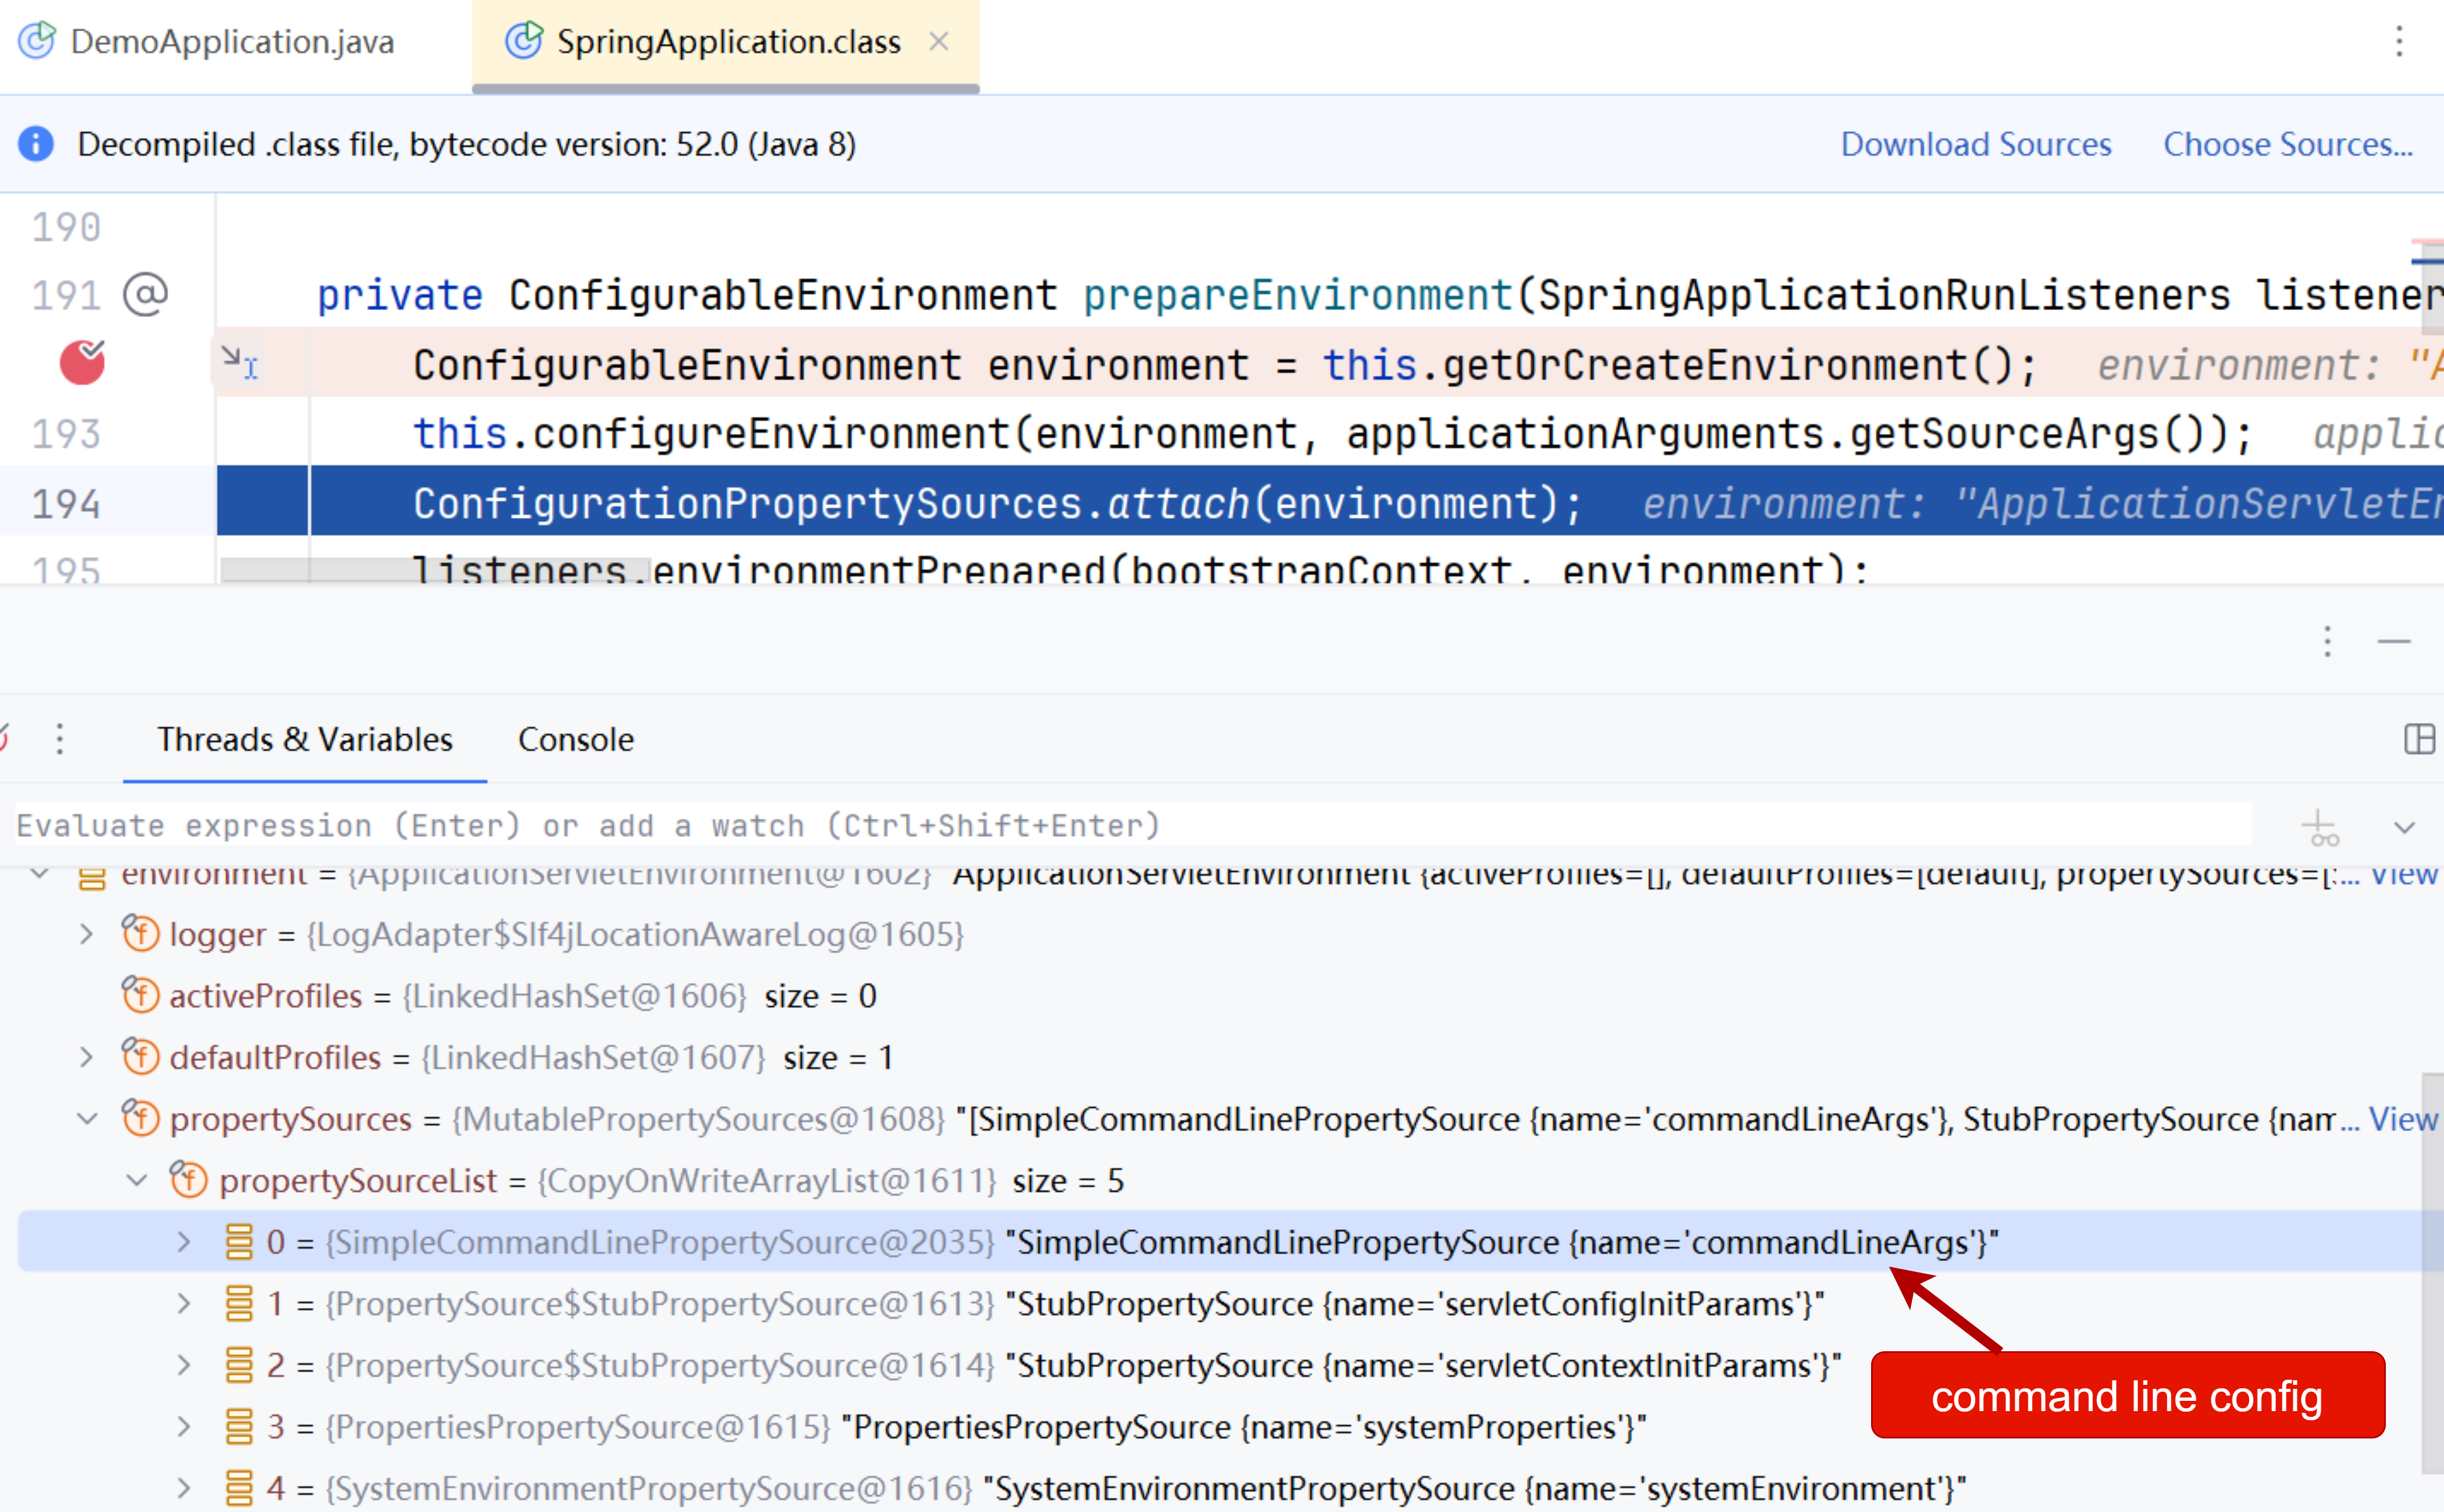 DemoApplication.java
SpringApplication.class
Decompiled .class file, bytecode version: 52.0 (Java 8)
Download Sources
Choose Sources...
190
191 @ private ConfigurableEnvironment prepareEnvironment(SpringApplicationRunListeners listener
ConfigurableEnvironment environment = this.getOrCreateEnvironment(); environment: "A
193 this.configureEnvironment(environment, applicationArguments.getSourceArgs()); applic
194 ConfigurationPropertySources.attach(environment); environment: "ApplicationServletEn
195 listeners.environmentPrepared(bootstrapContext, environment);
Threads & Variables
Console
Evaluate expression (Enter) or add a watch (Ctrl+Shift+Enter)
environment = {ApplicationServletEnvironment@1602} "ApplicationServletEnvironment {activeProfiles=[], defaultProfiles=[default], propertySources=[... View
logger = {LogAdapter$Slf4jLocationAwareLog@1605}
activeProfiles = {LinkedHashSet@1606} size = 0
defaultProfiles = {LinkedHashSet@1607} size = 1
propertySources = {MutablePropertySources@1608} "[SimpleCommandLinePropertySource {name='commandLineArgs'}, StubPropertySource {nam... View
propertySourceList = {CopyOnWriteArrayList@1611} size = 5
0 = {SimpleCommandLinePropertySource@2035} "SimpleCommandLinePropertySource {name='commandLineArgs'}"
1 = {PropertySource$StubPropertySource@1613} "StubPropertySource {name='servletConfigInitParams'}"
2 = {PropertySource$StubPropertySource@1614} "StubPropertySource {name='servletContextInitParams'}"
command line config
3 = {PropertiesPropertySource@1615} "PropertiesPropertySource {name='systemProperties'}"
4 = {SystemEnvironmentPropertySource@1616} "SystemEnvironmentPropertySource {name='systemEnvironment'}"